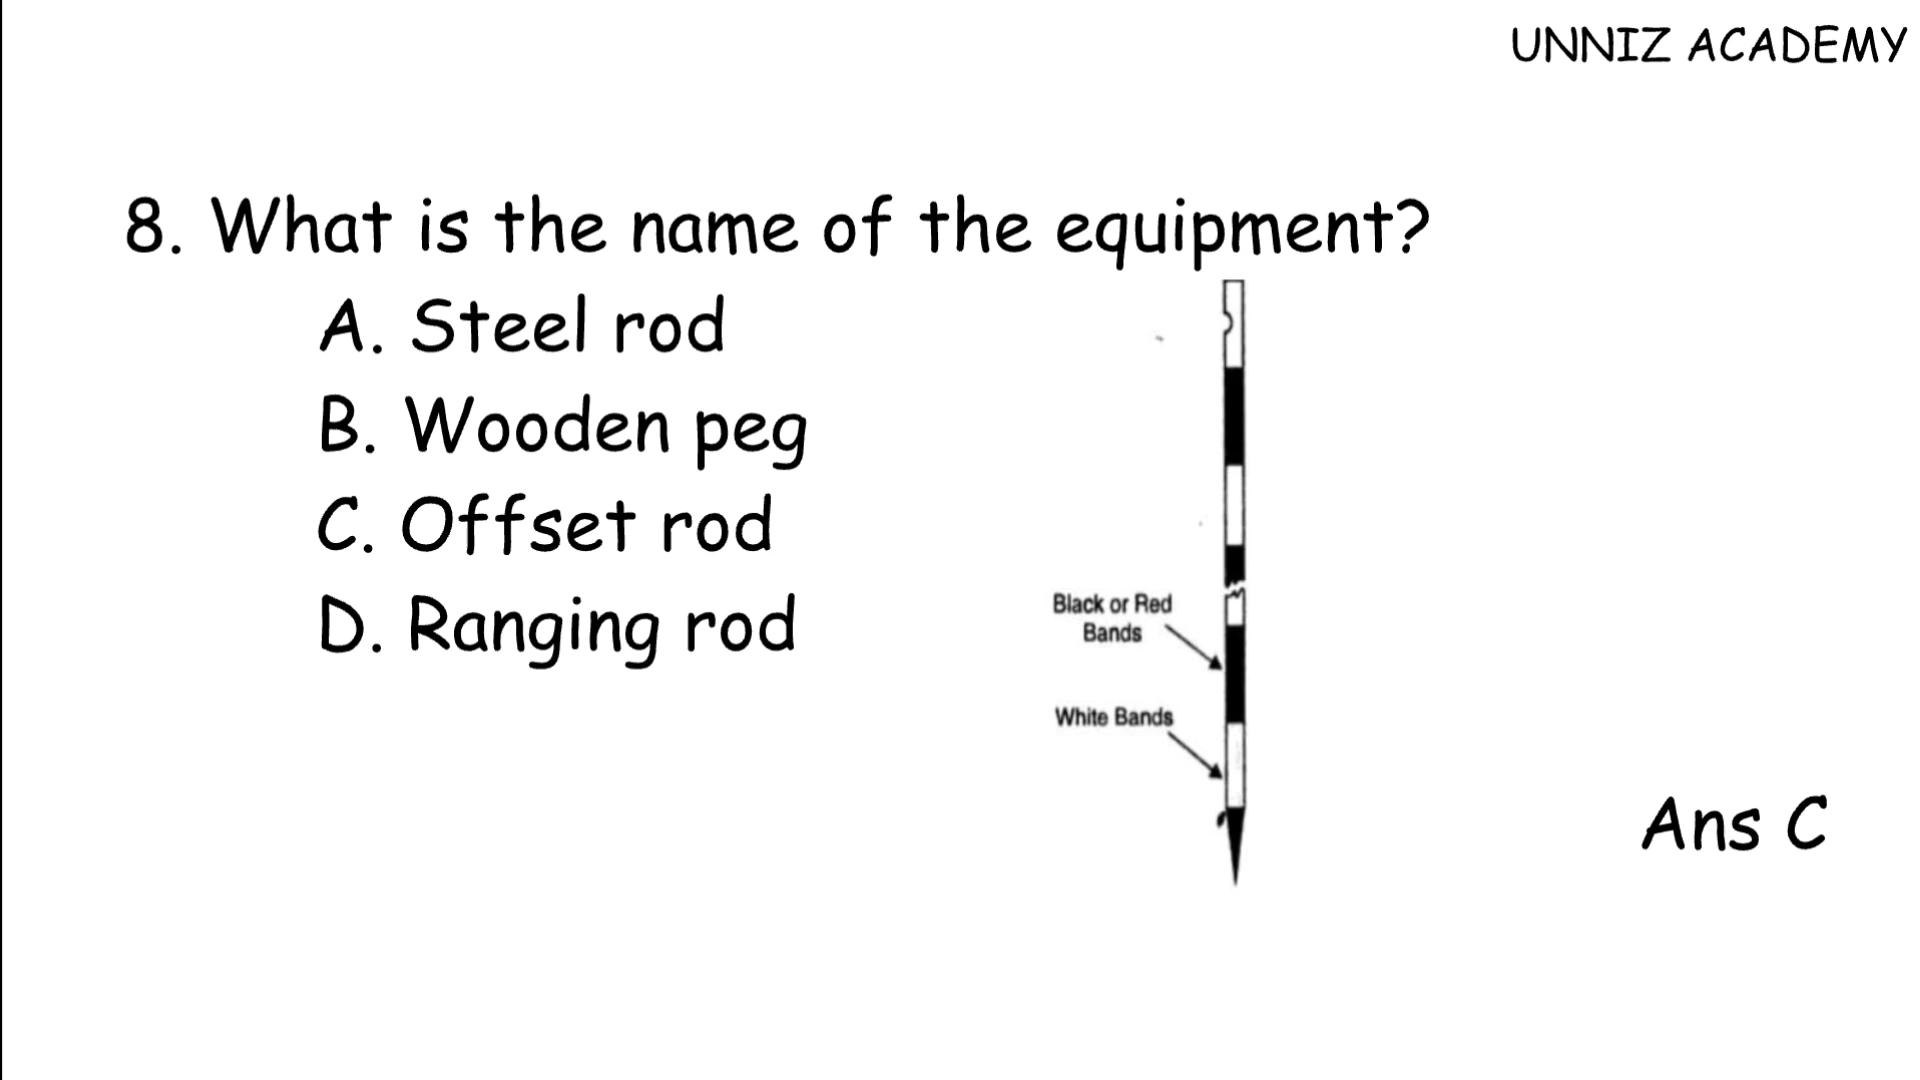 UNNIZ ACADEMY
8. What is the name of the equipment?
A. Steel rod
B. Wooden peg
C. Offset rod
D. Ranging rod
Black or Red
Bands
White Bands
Ans C